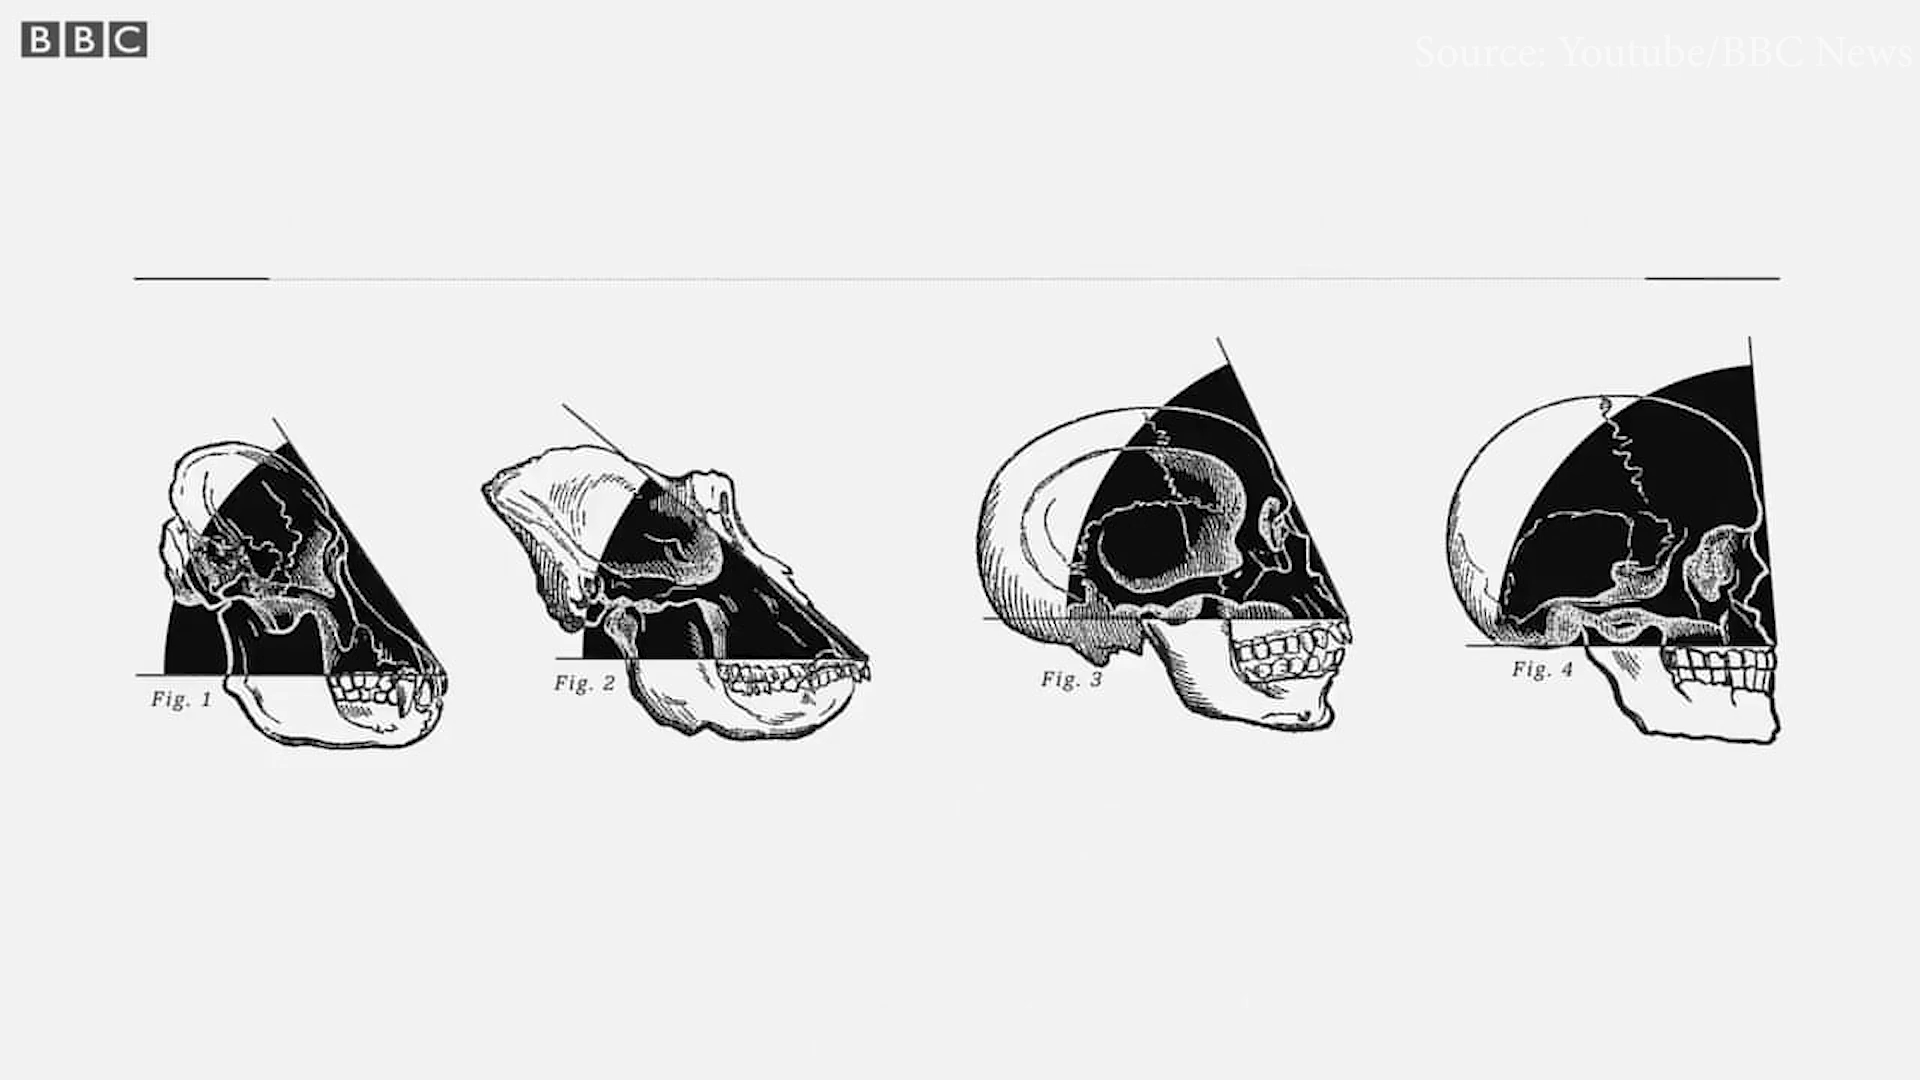 BBC
Source: Youtube/BBC News
Fig. 1
Fig. 2
Fig. 3
Fig. 4